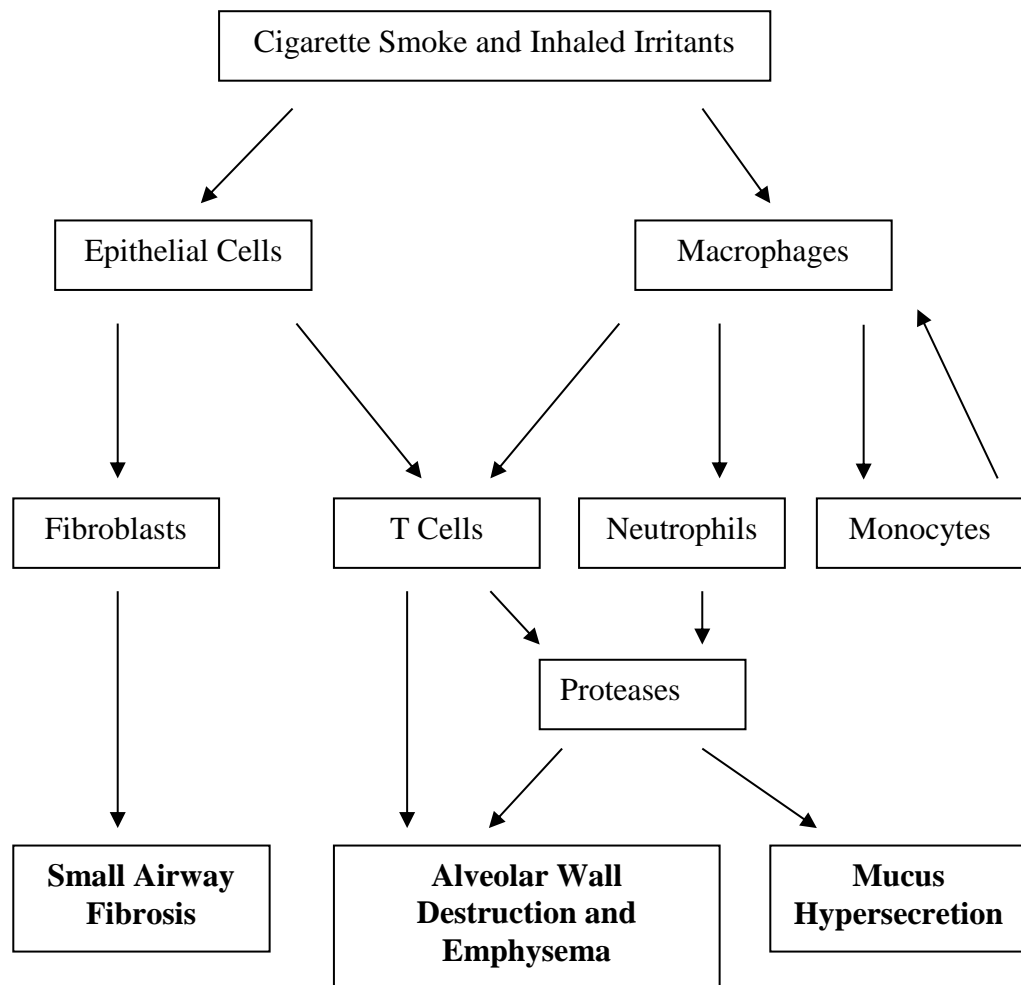 Cigarette Smoke and Inhaled Irritants
Epithelial Cells
Macrophages
Fibroblasts
T Cells
Neutrophils
Monocytes
Proteases
Small Airway
Fibrosis
Alveolar Wall
Destruction and
Emphysema
Mucus
Hypersecretion